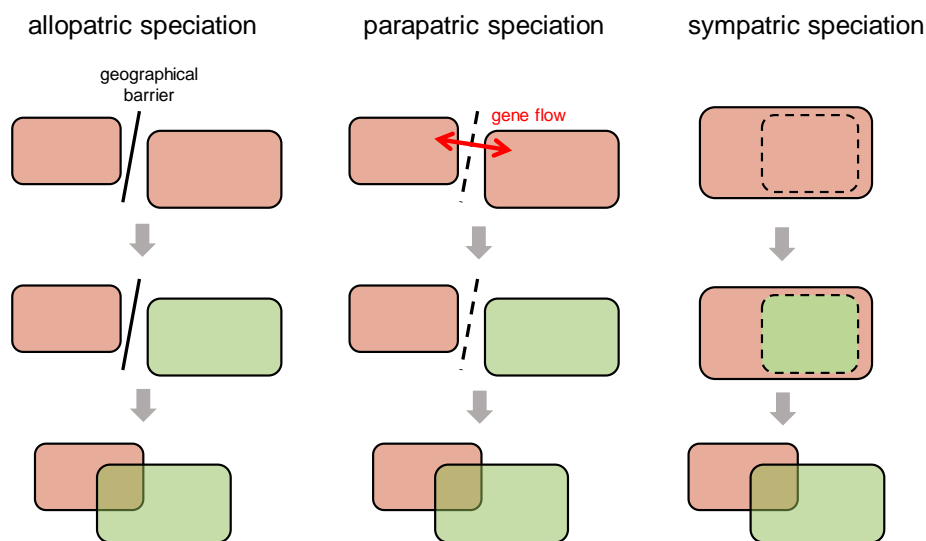 allopatric speciation
parapatric speciation
sympatric speciation
geographical
barrier
gene flow